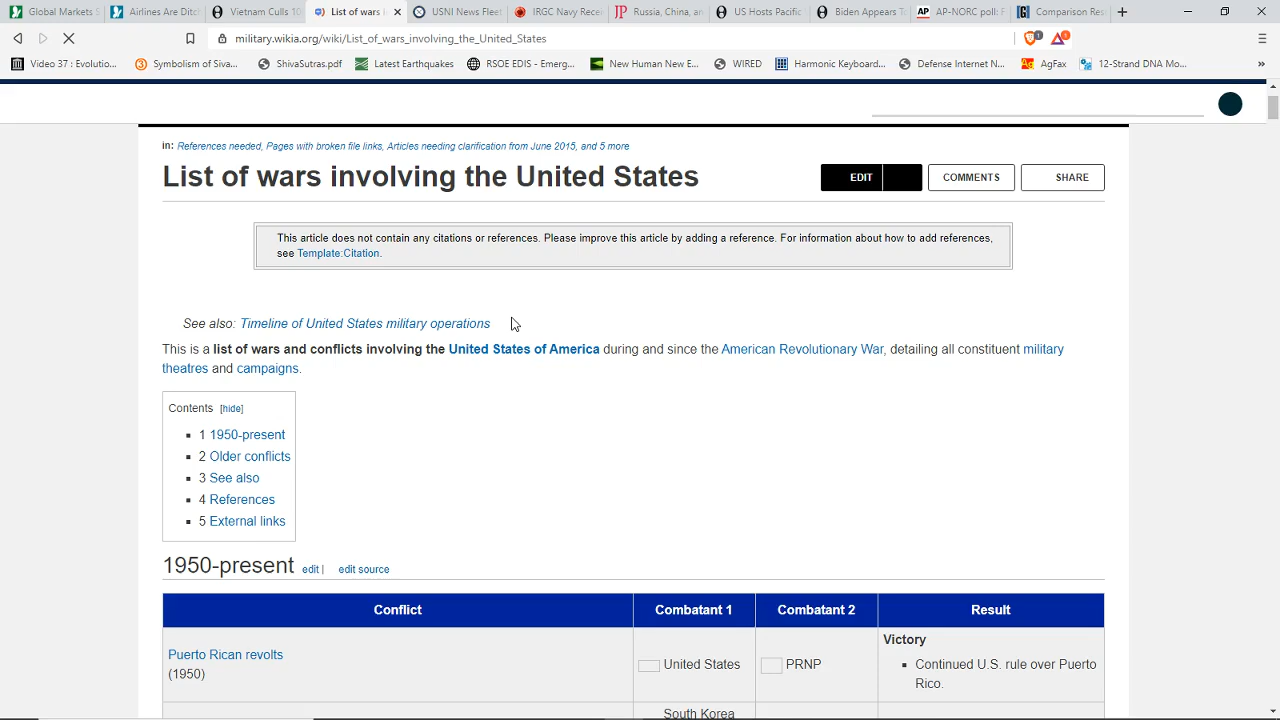 Global Markets S
Airlines Are Ditc
Vietnam Culls 10
List of wars i
USNI News Fleet
IRGC Navy Rece
Russia, China, an
US Hosts Pacific
Biden Appears To
AP-NORC poll: F
Comparison Res
military.wikia.org/wiki/List_of_wars_involving_the_United_States
1
1
Video 37 : Evolutio...
Symbolism of Siva...
ShivaSutras.pdf
Latest Earthquakes
RSOE EDIS - Emerg...
New Human New E...
WIRED
Harmonic Keyboard...
Defense Internet N...
AgFax
12-Strand DNA Mo...
in: References needed, Pages with broken file links, Articles needing clarification from June 2015, and 5 more
List of wars involving the United States
EDIT
COMMENTS
SHARE
This article does not contain any citations or references. Please improve this article by adding a reference. For information about how to add references,
see Template:Citation.
See also: Timeline of United States military operations
This is a list of wars and conflicts involving the United States of America during and since the American Revolutionary War, detailing all constituent military
theatres and campaigns.
Contents [hide]
1 1950-present
2 Older conflicts
3 See also
4 References
5 External links
1950-present edit | edit source
Conflict Combatant 1 Combatant 2 Result
Puerto Rican revolts
(1950)
United States
PRNP
Victory
Continued U.S. rule over Puerto
Rico.
South Korea